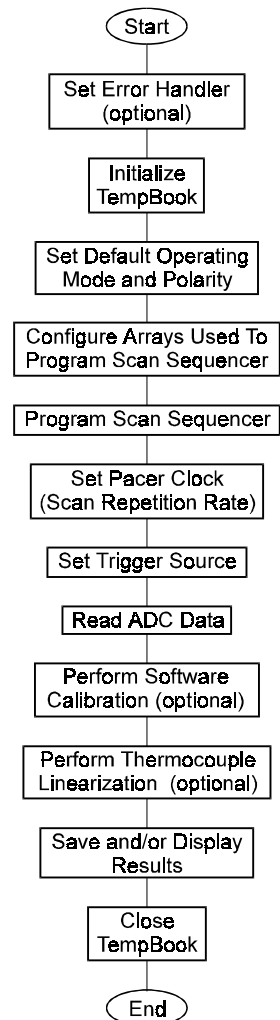 Start
Set Error Handler
(optional)
Initialize
TempBook
Set Default Operating
Mode and Polarity
Configure Arrays Used To
Program Scan Sequencer
Program Scan Sequencer
Set Pacer Clock
(Scan Repetition Rate)
Set Trigger Source
Read ADC Data
Perform Software
Calibration (optional)
Perform Thermocouple
Linearization (optional)
Save and/or Display
Results
Close
TempBook
End